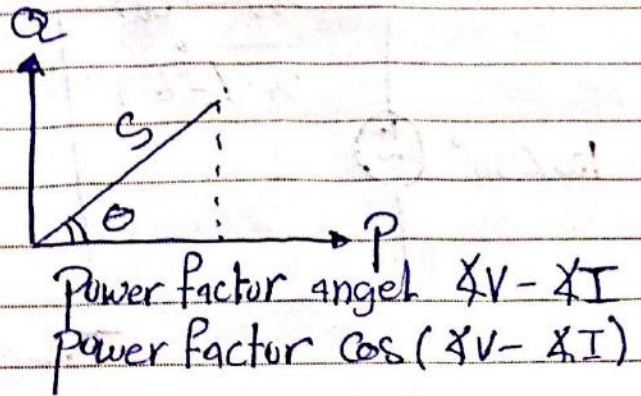 Q
S
θ
P
Power factor angel ∡V - ∡I
Power factor Cos(∡V - ∡I)